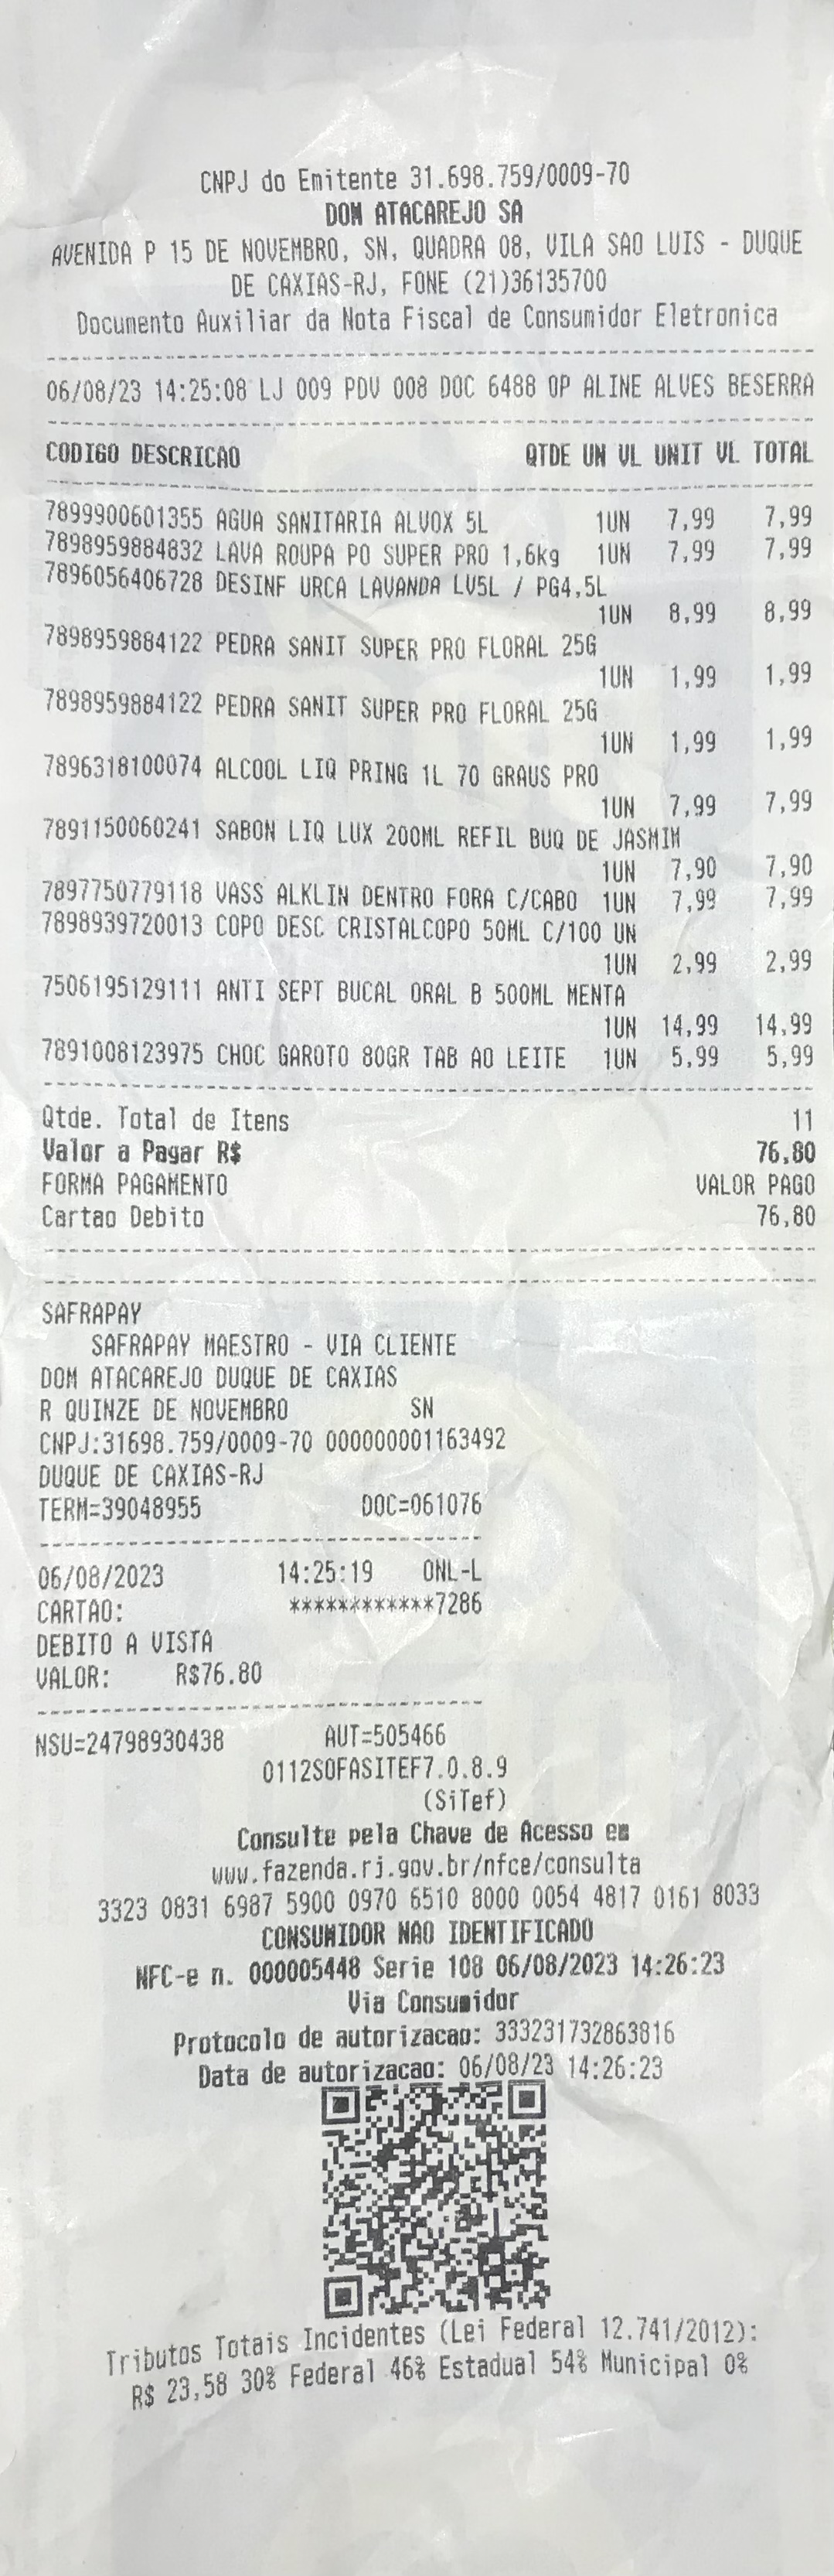 CNPJ do Emitente 31.698.759/0009-70
DOM ATACAREJO SA
AVENIDA P 15 DE NOVEMBRO, SN, QUADRA 08, VILA SAO LUIS - DUQUE
DE CAXIAS-RJ, FONE (21)36135700
Documento Auxiliar da Nota Fiscal de Consumidor Eletronica
06/08/23 14:25:08 LJ 009 PDV 008 DOC 6488 OP ALINE ALVES BESERRA
CODIGO DESCRICAO QTDE UN VL UNIT VL TOTAL
7899900601355 AGUA SANITARIA ALVOX 5L 1UN 7,99 7,99
7898959884832 LAVA ROUPA PO SUPER PRO 1,6kg 1UN 7,99 7,99
7896056406728 DESINF URCA LAVANDA LV5L / PG4,5L
1UN 8,99 8,99
7898959884122 PEDRA SANIT SUPER PRO FLORAL 25G
1UN 1,99 1,99
7898959884122 PEDRA SANIT SUPER PRO FLORAL 25G
1UN 1,99 1,99
7896318100074 ALCOOL LIQ PRING 1L 70 GRAUS PRO
1UN 7,99 7,99
7891150060241 SABON LIQ LUX 200ML REFIL BUQ DE JASMIM
1UN 7,90 7,90
7897750779118 VASS ALKLIN DENTRO FORA C/CABO 1UN 7,99 7,99
7898939720013 COPO DESC CRISTALCOPO 50ML C/100 UN
1UN 2,99 2,99
7506195129111 ANTI SEPT BUCAL ORAL B 500ML MENTA
1UN 14,99 14,99
7891008123975 CHOC GAROTO 80GR TAB AO LEITE 1UN 5,99 5,99
Qtde. Total de Itens 11
Valor a Pagar R$ 76,80
FORMA PAGAMENTO VALOR PAGO
Cartao Debito 76,80
SAFRAPAY
SAFRAPAY MAESTRO - VIA CLIENTE
DOM ATACAREJO DUQUE DE CAXIAS
R QUINZE DE NOVEMBRO SN
CNPJ:31698.759/0009-70 000000001163492
DUQUE DE CAXIAS-RJ
TERM=39048955 DOC=061076
06/08/2023 14:25:19 ONL-L
CARTAO: ************7286
DEBITO A VISTA
VALOR: R$76.80
NSU=24798930438 AUT=505466
0112SOFASITEF7.0.8.9
(SiTef)
Consulte pela Chave de Acesso em
www.fazenda.rj.gov.br/nfce/consulta
3323 0831 6987 5900 0970 6510 8000 0054 4817 0161 8033
CONSUMIDOR NAO IDENTIFICADO
NFC-e n. 000005448 Serie 108 06/08/2023 14:26:23
Via Consumidor
Protocolo de autorizacao: 333231732863816
Data de autorizacao: 06/08/23 14:26:23
Tributos Totais Incidentes (Lei Federal 12.741/2012):
R$ 23,58 30% Federal 46% Estadual 54% Municipal 0%